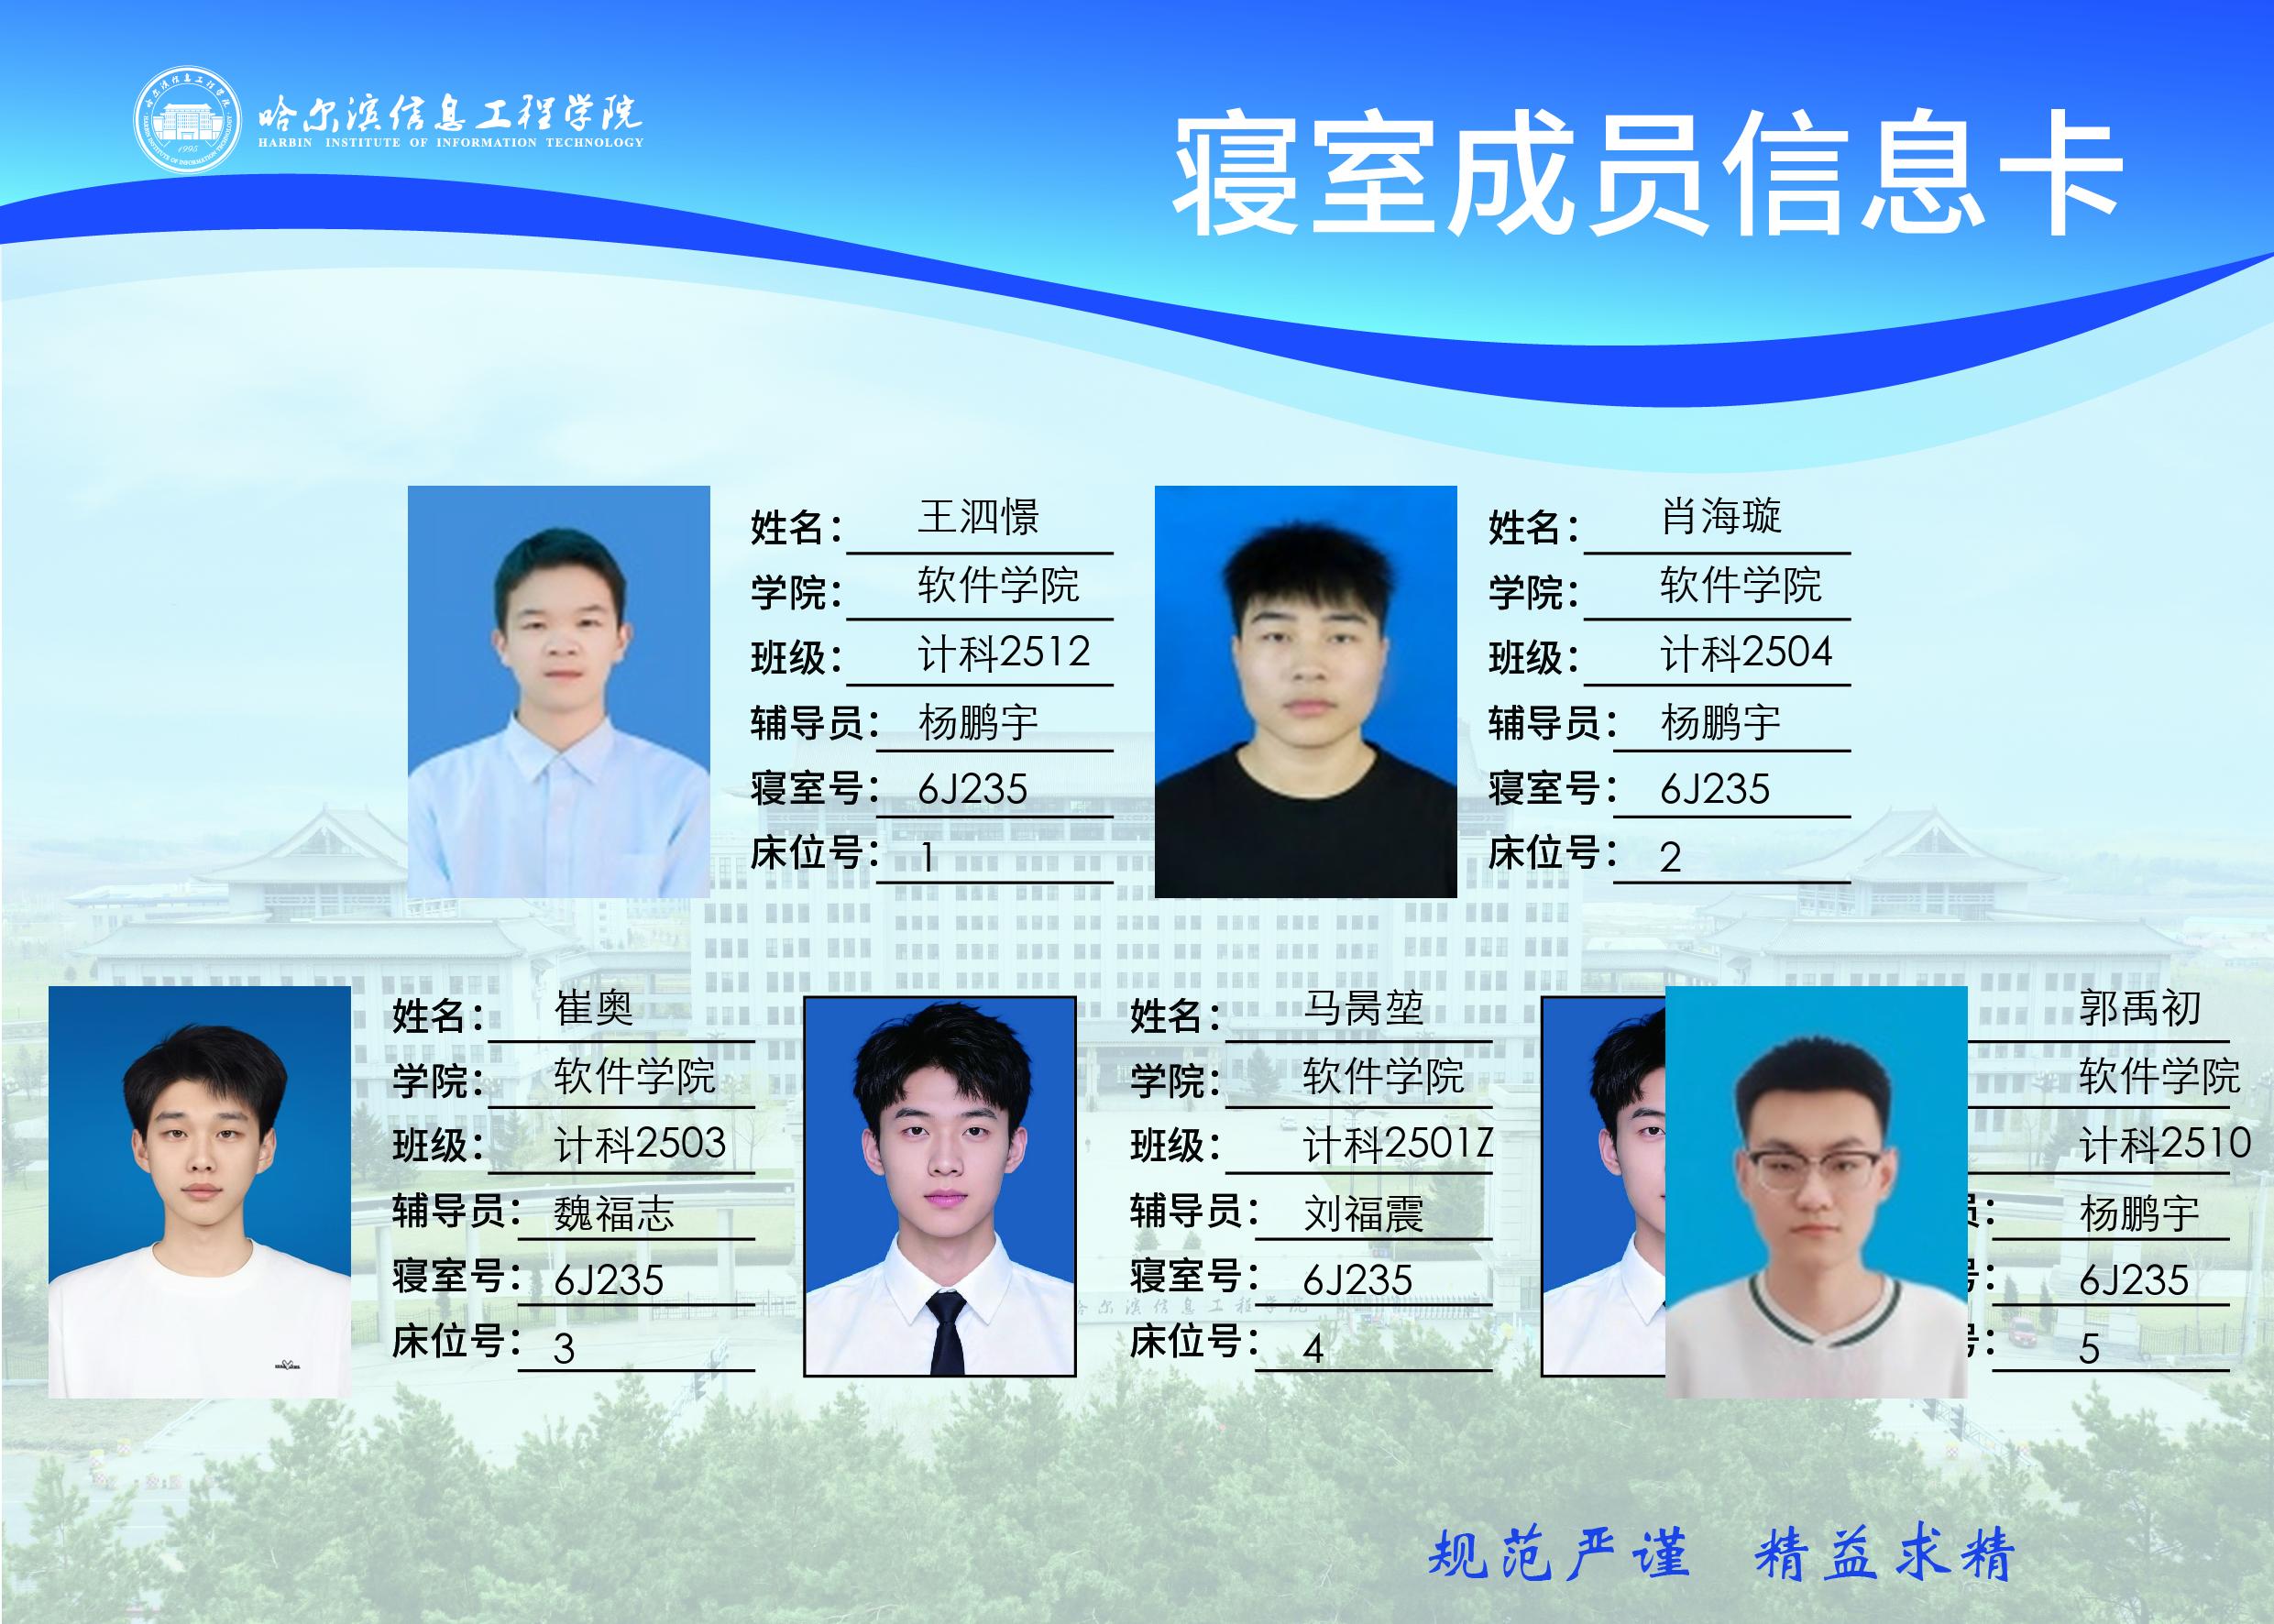 哈尔滨信息工程学院
HARBIN INSTITUTE OF INFORMATION TECHNOLOGY
1995
寝室成员信息卡
姓名： 王泗憬
学院： 软件学院
班级： 计科2512
辅导员： 杨鹏宇
寝室号： 6J235
床位号： 1
姓名： 肖海璇
学院： 软件学院
班级： 计科2504
辅导员： 杨鹏宇
寝室号： 6J235
床位号： 2
姓名： 崔奥
学院： 软件学院
班级： 计科2503
辅导员： 魏福志
寝室号： 6J235
床位号： 3
姓名： 马昺堃
学院： 软件学院
班级： 计科2501Z
辅导员： 刘福震
寝室号： 6J235
床位号： 4
郭禹初
软件学院
计科2510
员： 杨鹏宇
号： 6J235
号： 5
哈尔滨信息工程学院
规范严谨 精益求精